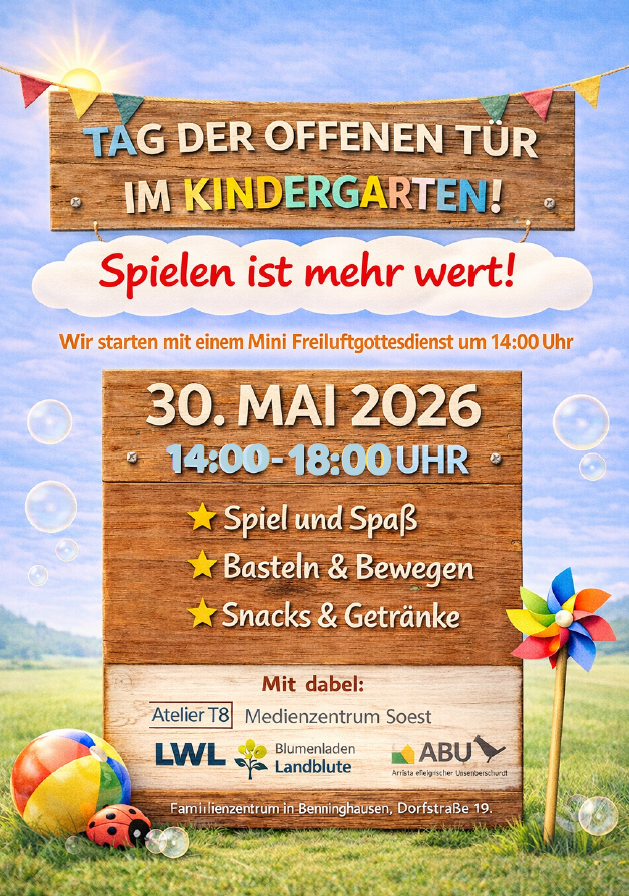 TAG DER OFFENEN TÜR
IM KINDERGARTEN!
Spielen ist mehr wert!
Wir starten mit einem Mini Freiluftgottesdienst um 14:00 Uhr
30. MAI 2026
14:00-18:00 UHR
Spiel und Spaß
Basteln & Bewegen
Snacks & Getränke
Mit dabei:
Atelier T8 Medienzentrum Soest
LWL Blumenladen
Landblute
ABU
Familienzentrum in Benninghausen, Dorfstraße 19.